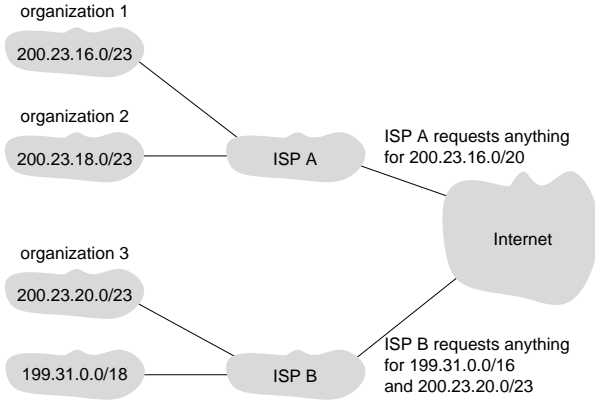 organization 1
200.23.16.0/23
organization 2
200.23.18.0/23
ISP A
ISP A requests anything
for 200.23.16.0/20
Internet
organization 3
200.23.20.0/23
199.31.0.0/18
ISP B
ISP B requests anything
for 199.31.0.0/16
and 200.23.20.0/23